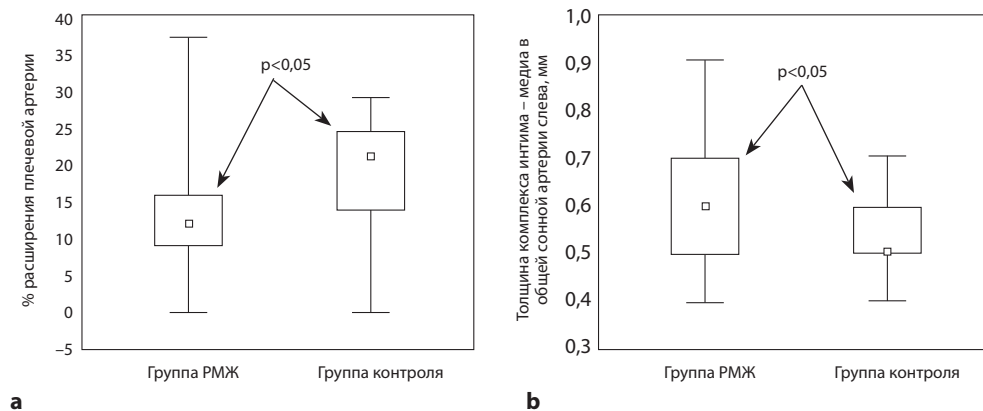 % расширения плечевой артерии
40
35
30
25
20
15
10
5
0
–5
p<0,05
Группа РМЖ
Группа контроля
a
Толщина комплекса интима – медиа в
общей сонной артерии слева, мм
1,0
0,9
0,8
0,7
0,6
0,5
0,4
0,3
p<0,05
Группа РМЖ
Группа контроля
b